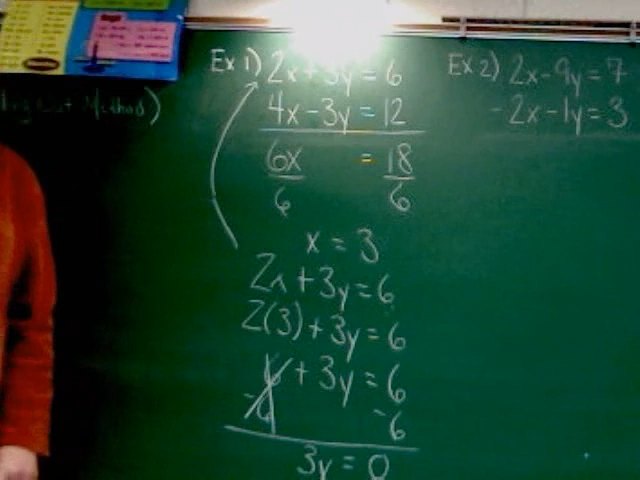 Method)
Ex 1) 2x + 3y = 6
4x - 3y = 12
6x = 18
6 6
x = 3
2x + 3y = 6
2(3) + 3y = 6
6 + 3y = 6
-6 -6
3y = 0
Ex 2) 2x - 9y = 7
-2x - 1y = 3